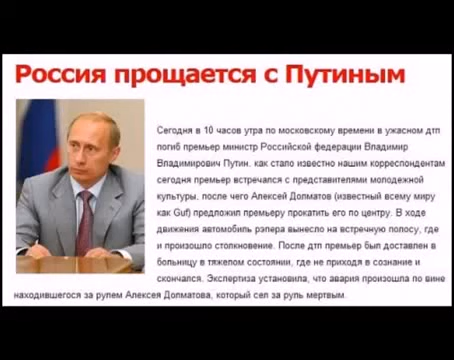 Россия прощается с Путиным
Сегодня в 10 часов утра по московскому времени в ужасном дтп
погиб премьер министр Российской федерации Владимир
Владимирович Путин. как стало известно нашим корреспондентам
сегодня премьер встречался с представителями молодежной
культуры. после чего Алексей Долматов (известный всему миру
как Guf) предложил премьеру прокатить его по центру. В ходе
движения автомобиль рэпера вынесло на встречную полосу, где
и произошло столкновение. После дтп премьер был доставлен в
больницу в тяжелом состоянии, где не приходя в сознание и
скончался. Экспертиза установила, что авария произошла по вине
находившегося за рулем Алексея Долматова, который сел за руль мертвым.